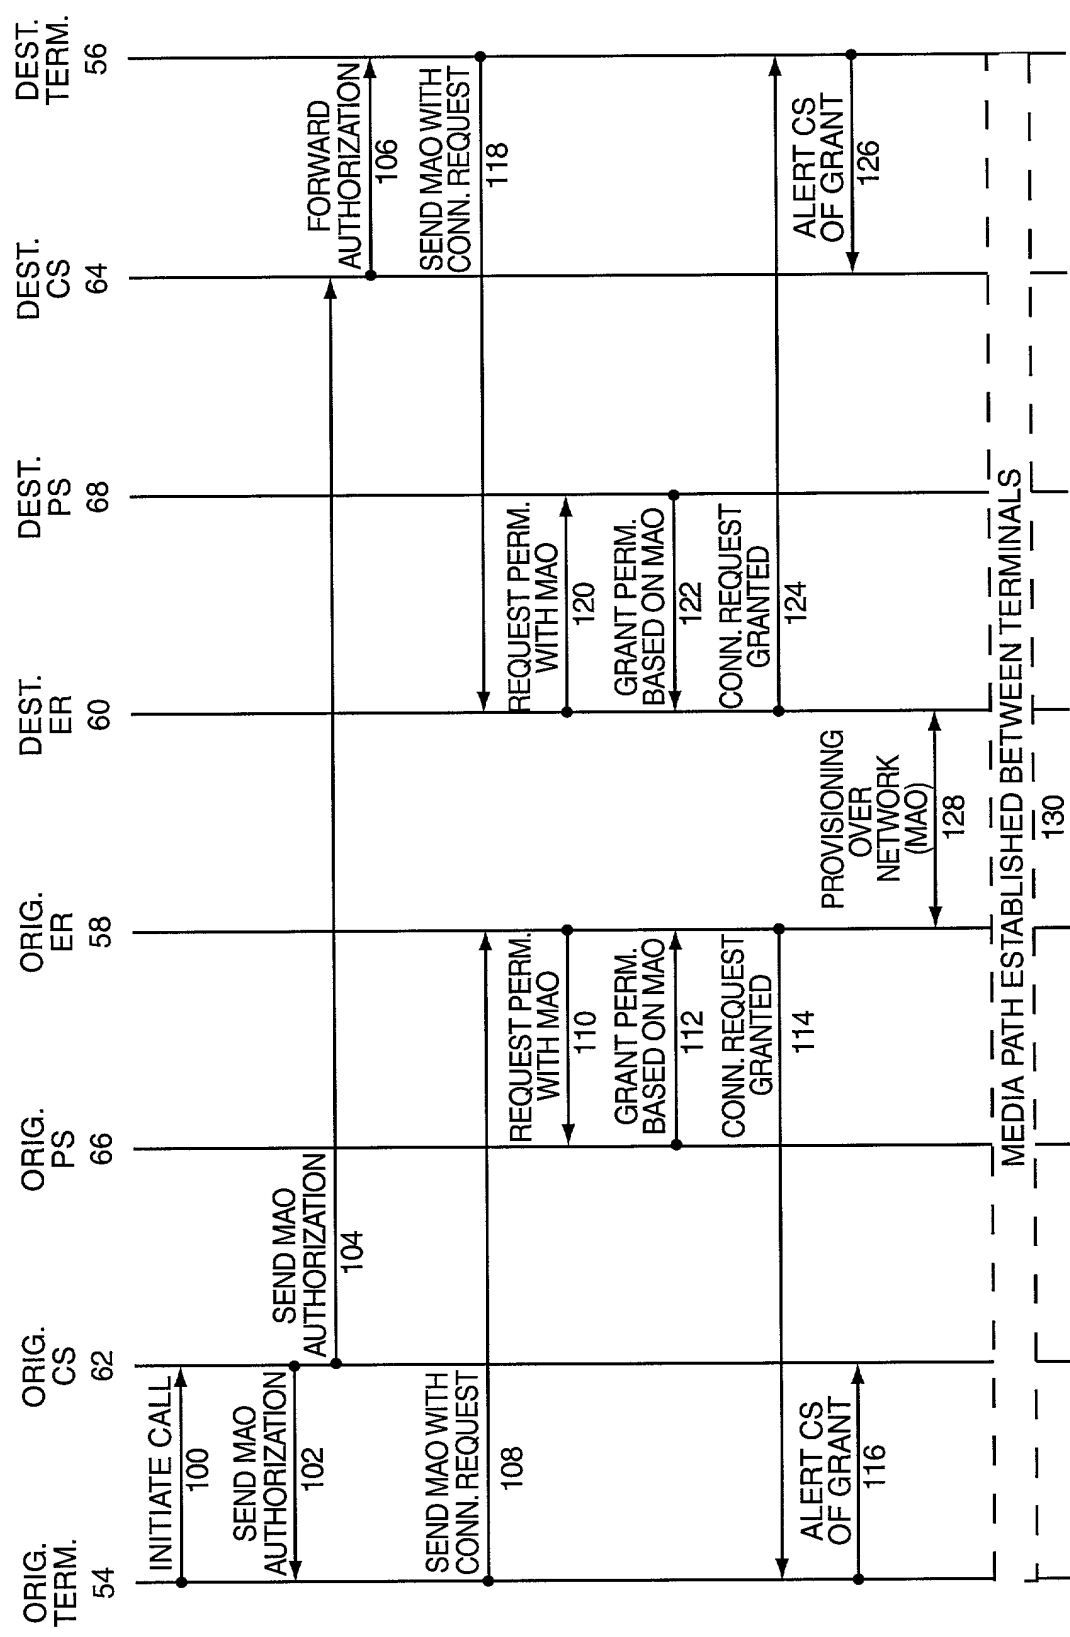 ORIG.
TERM.
54
ORIG.
CS
62
ORIG.
PS
66
ORIG.
ER
58
DEST.
ER
60
DEST.
PS
68
DEST.
CS
64
DEST.
TERM.
56
INITIATE CALL
100
SEND MAO
AUTHORIZATION
102
SEND MAO
AUTHORIZATION
104
FORWARD
AUTHORIZATION
106
SEND MAO WITH
CONN. REQUEST
108
SEND MAO WITH
CONN. REQUEST
118
REQUEST PERM.
WITH MAO
110
REQUEST PERM.
WITH MAO
120
GRANT PERM.
BASED ON MAO
112
GRANT PERM.
BASED ON MAO
122
CONN. REQUEST
GRANTED
114
CONN. REQUEST
GRANTED
124
ALERT CS
OF GRANT
116
PROVISIONING
OVER
NETWORK
(MAO)
128
ALERT CS
OF GRANT
126
MEDIA PATH ESTABLISHED BETWEEN TERMINALS
130